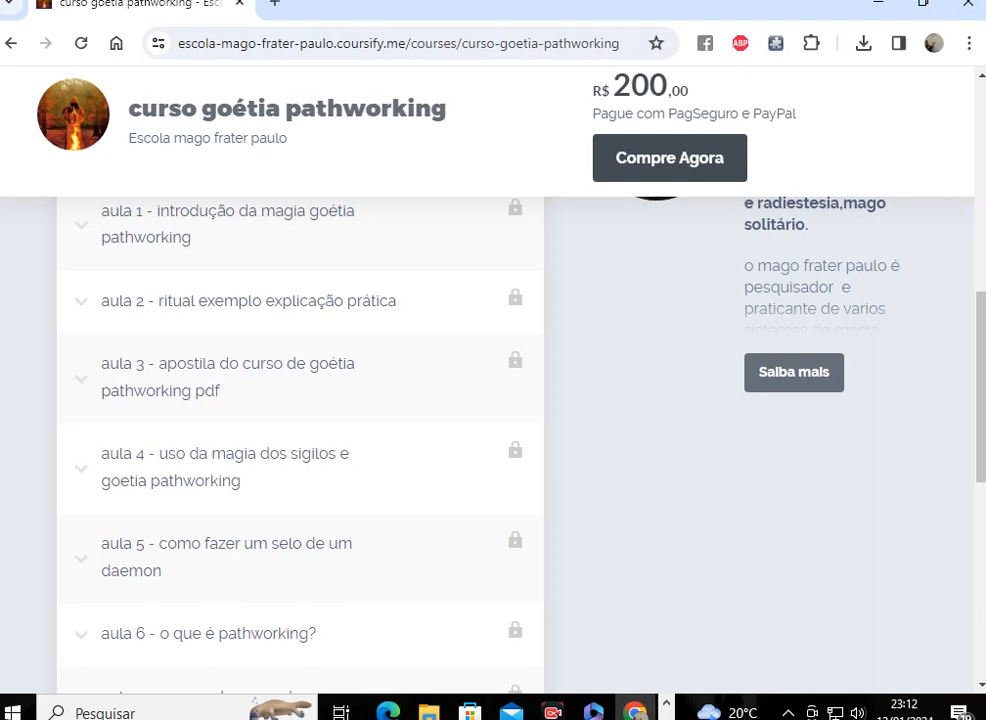 curso goétia pathworking - Esc
escola-mago-frater-paulo.coursify.me/courses/curso-goetia-pathworking
ABP
curso goétia pathworking
Escola mago frater paulo
R$ 200,00
Pague com PagSeguro e PayPal
Compre Agora
aula 1 - introdução da magia goétia
pathworking
aula 2 - ritual exemplo explicação prática
aula 3 - apostila do curso de goétia
pathworking pdf
aula 4 - uso da magia dos sigilos e
goetia pathworking
aula 5 - como fazer um selo de um
daemon
aula 6 - o que é pathworking?
e radiestesia,mago
solitário.
o mago frater paulo é
pesquisador e
praticante de varios
sistemas de magia
Saiba mais
Pesquisar
20°C
23:12